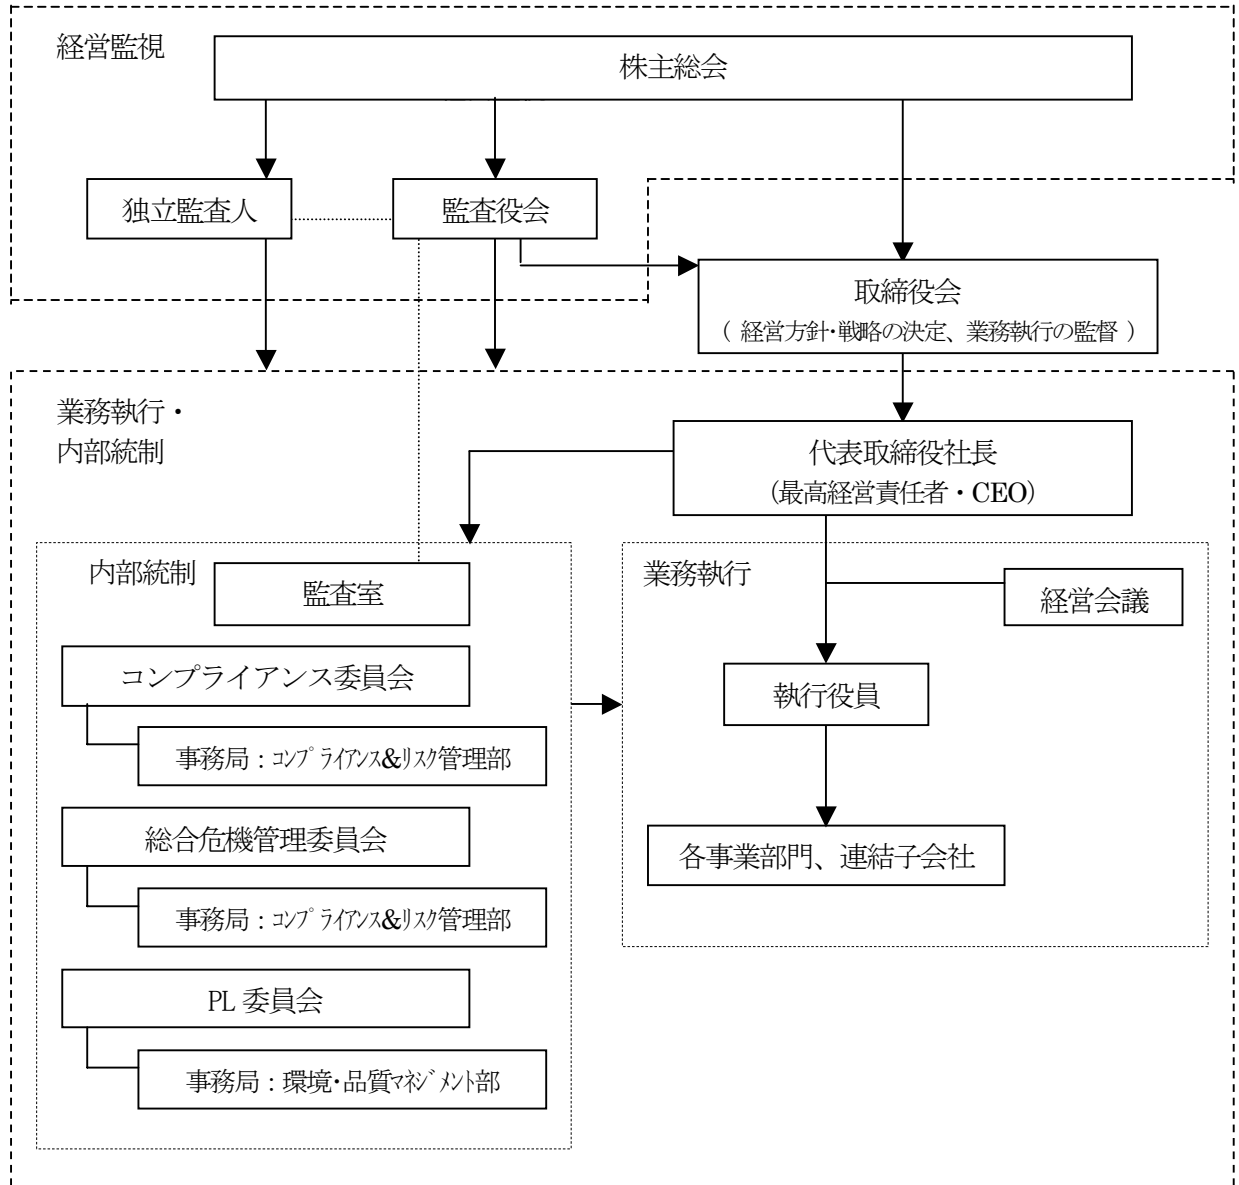 経営監視
株主総会
独立監査人
監査役会
取締役会
（ 経営方針･戦略の決定、業務執行の監督 ）
業務執行・
内部統制
代表取締役社長
（最高経営責任者・CEO）
内部統制
監査室
業務執行
経営会議
コンプライアンス委員会
事務局：ｺﾝﾌﾟﾗｲｱﾝｽ&ﾘｽｸ管理部
執行役員
総合危機管理委員会
事務局：ｺﾝﾌﾟﾗｲｱﾝｽ&ﾘｽｸ管理部
各事業部門、連結子会社
PL 委員会
事務局：環境･品質ﾏﾈｼﾞﾒﾝﾄ部